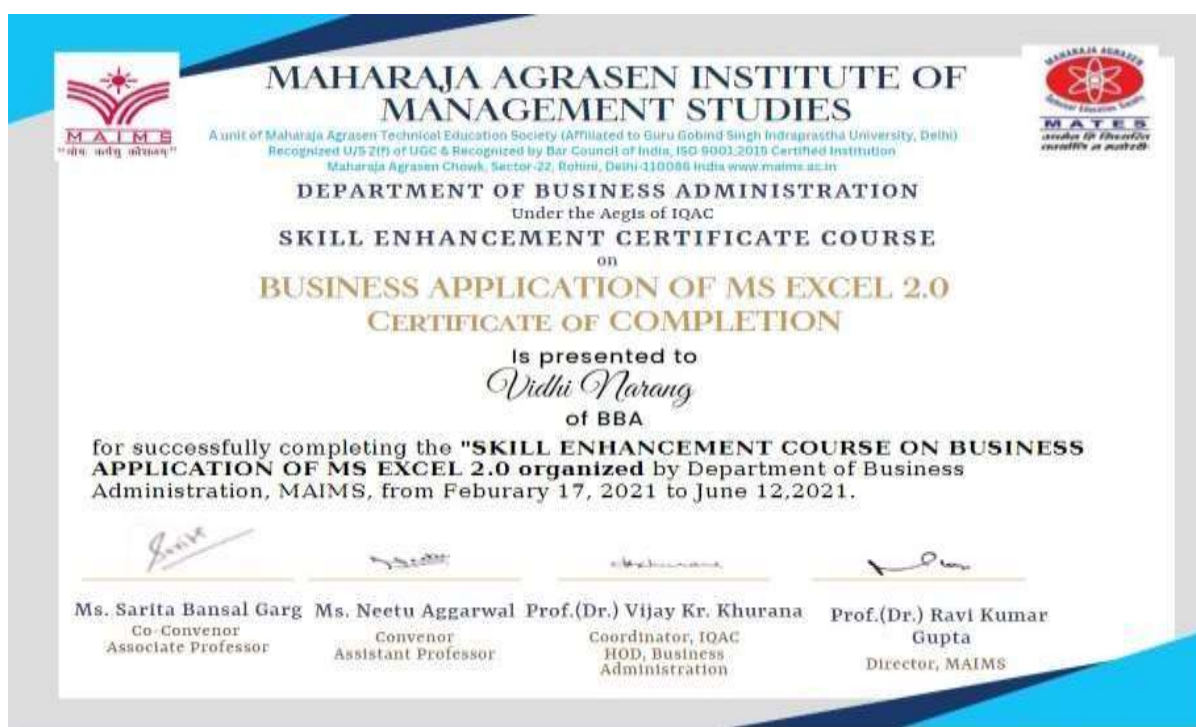 MAHARAJA AGRASEN INSTITUTE OF
MANAGEMENT STUDIES
A unit of Maharaja Agrasen Technical Education Society (Affiliated to Guru Gobind Singh Indraprastha University, Delhi)
Recognized U/S 2(f) of UGC & Recognized by Bar Council of India, ISO 9001:2015 Certified Institution
Maharaja Agrasen Chowk, Sector-22, Rohini, Delhi-110086 India www.maims.ac.in
MAIMS
MAHARAJA AGRASEN
MATES
DEPARTMENT OF BUSINESS ADMINISTRATION
Under the Aegis of IQAC
SKILL ENHANCEMENT CERTIFICATE COURSE
on
BUSINESS APPLICATION OF MS EXCEL 2.0
CERTIFICATE OF COMPLETION
Is presented to
Vidhi Narang
of BBA
for successfully completing the "SKILL ENHANCEMENT COURSE ON BUSINESS
APPLICATION OF MS EXCEL 2.0 organized by Department of Business
Administration, MAIMS, from Feburary 17, 2021 to June 12,2021.
Ms. Sarita Bansal Garg
Co-Convenor
Associate Professor
Ms. Neetu Aggarwal
Convenor
Assistant Professor
Prof.(Dr.) Vijay Kr. Khurana
Coordinator, IQAC
HOD, Business
Administration
Prof.(Dr.) Ravi Kumar
Gupta
Director, MAIMS